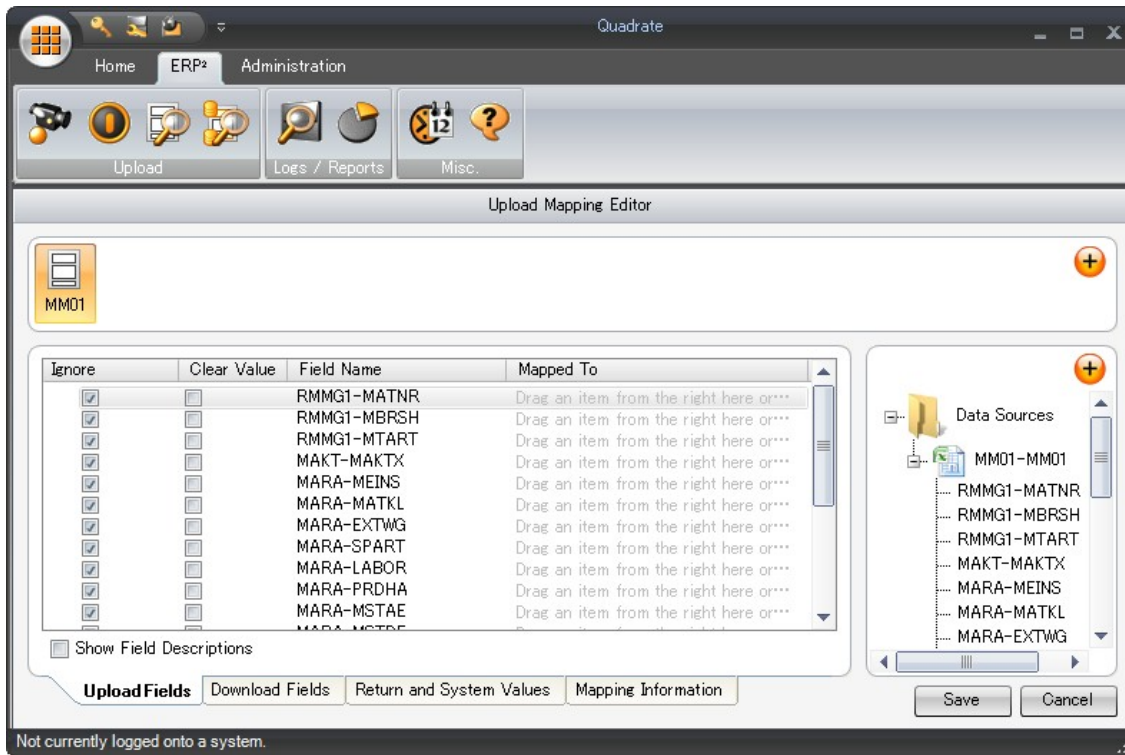 Quadrate
Home ERP² Administration
12
Upload Logs / Reports Misc.
Upload Mapping Editor
MM01
Ignore Clear Value Field Name Mapped To
RMMG1-MATNR Drag an item from the right here or...
RMMG1-MBRSH Drag an item from the right here or...
RMMG1-MTART Drag an item from the right here or...
MAKT-MAKTX Drag an item from the right here or...
MARA-MEINS Drag an item from the right here or...
MARA-MATKL Drag an item from the right here or...
MARA-EXTWG Drag an item from the right here or...
MARA-SPART Drag an item from the right here or...
MARA-LABOR Drag an item from the right here or...
MARA-PRDHA Drag an item from the right here or...
MARA-MSTAE Drag an item from the right here or...
Show Field Descriptions
Data Sources
MM01-MM01
RMMG1-MATNR
RMMG1-MBRSH
RMMG1-MTART
MAKT-MAKTX
MARA-MEINS
MARA-MATKL
MARA-EXTWG
Upload Fields Download Fields Return and System Values Mapping Information
Save Cancel
Not currently logged onto a system.